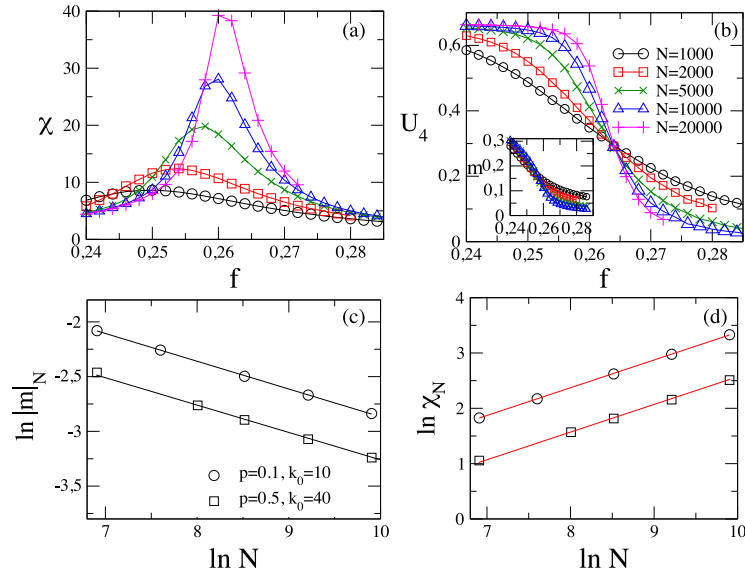 (a)
χ
40
30
20
10
0
0,24 0,25 0,26 0,27 0,28
f
(b)
U4
0,6
0,4
0,2
0,0
N=1000
N=2000
N=5000
N=10000
N=20000
m
0,3
0,2
0,1
0
0,24 0,26 0,28
0,24 0,25 0,26 0,27 0,28
f
(c)
ln |m|N
-2
-2,5
-3
-3,5
p=0.1, k0=10
p=0.5, k0=40
7 8 9 10
ln N
(d)
ln χN
4
3
2
1
0
7 8 9 10
ln N